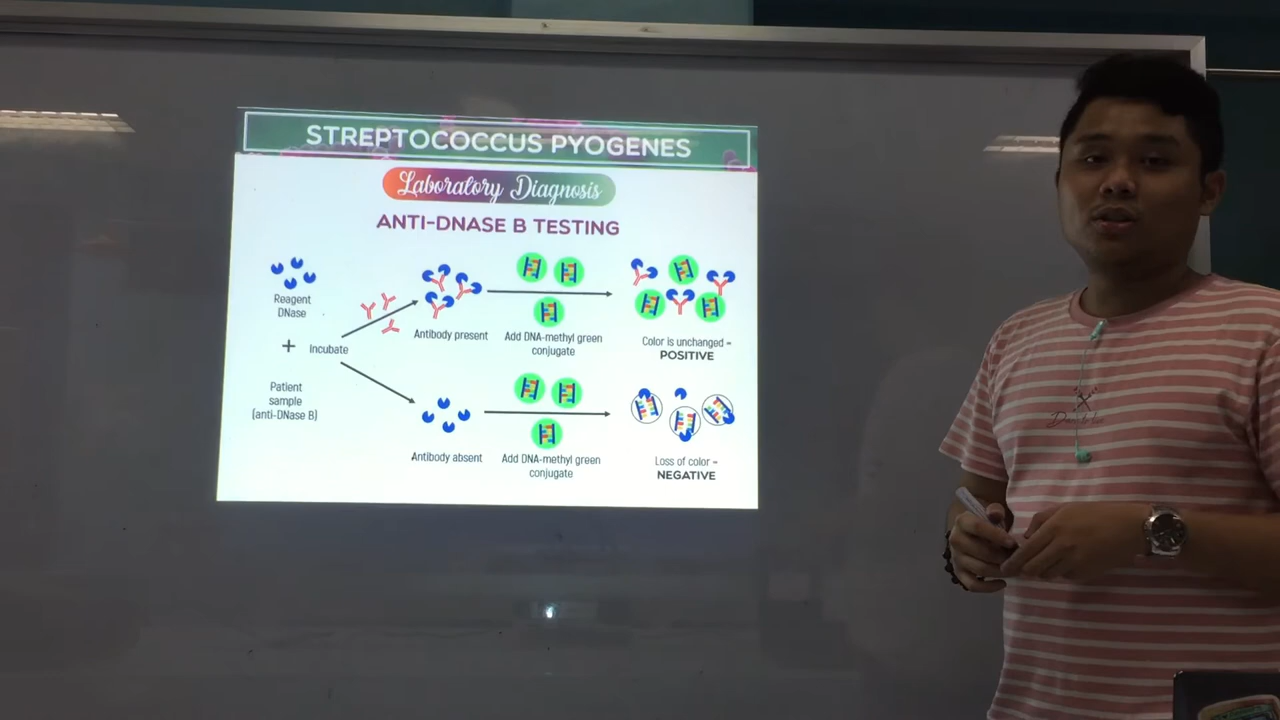 STREPTOCOCCUS PYOGENES
Laboratory Diagnosis
ANTI-DNASE B TESTING
Reagent
DNase
+
Incubate
Patient
sample
(anti-DNase B)
Antibody present
Add DNA-methyl green
conjugate
Color is unchanged =
POSITIVE
Antibody absent
Add DNA-methyl green
conjugate
Loss of color =
NEGATIVE